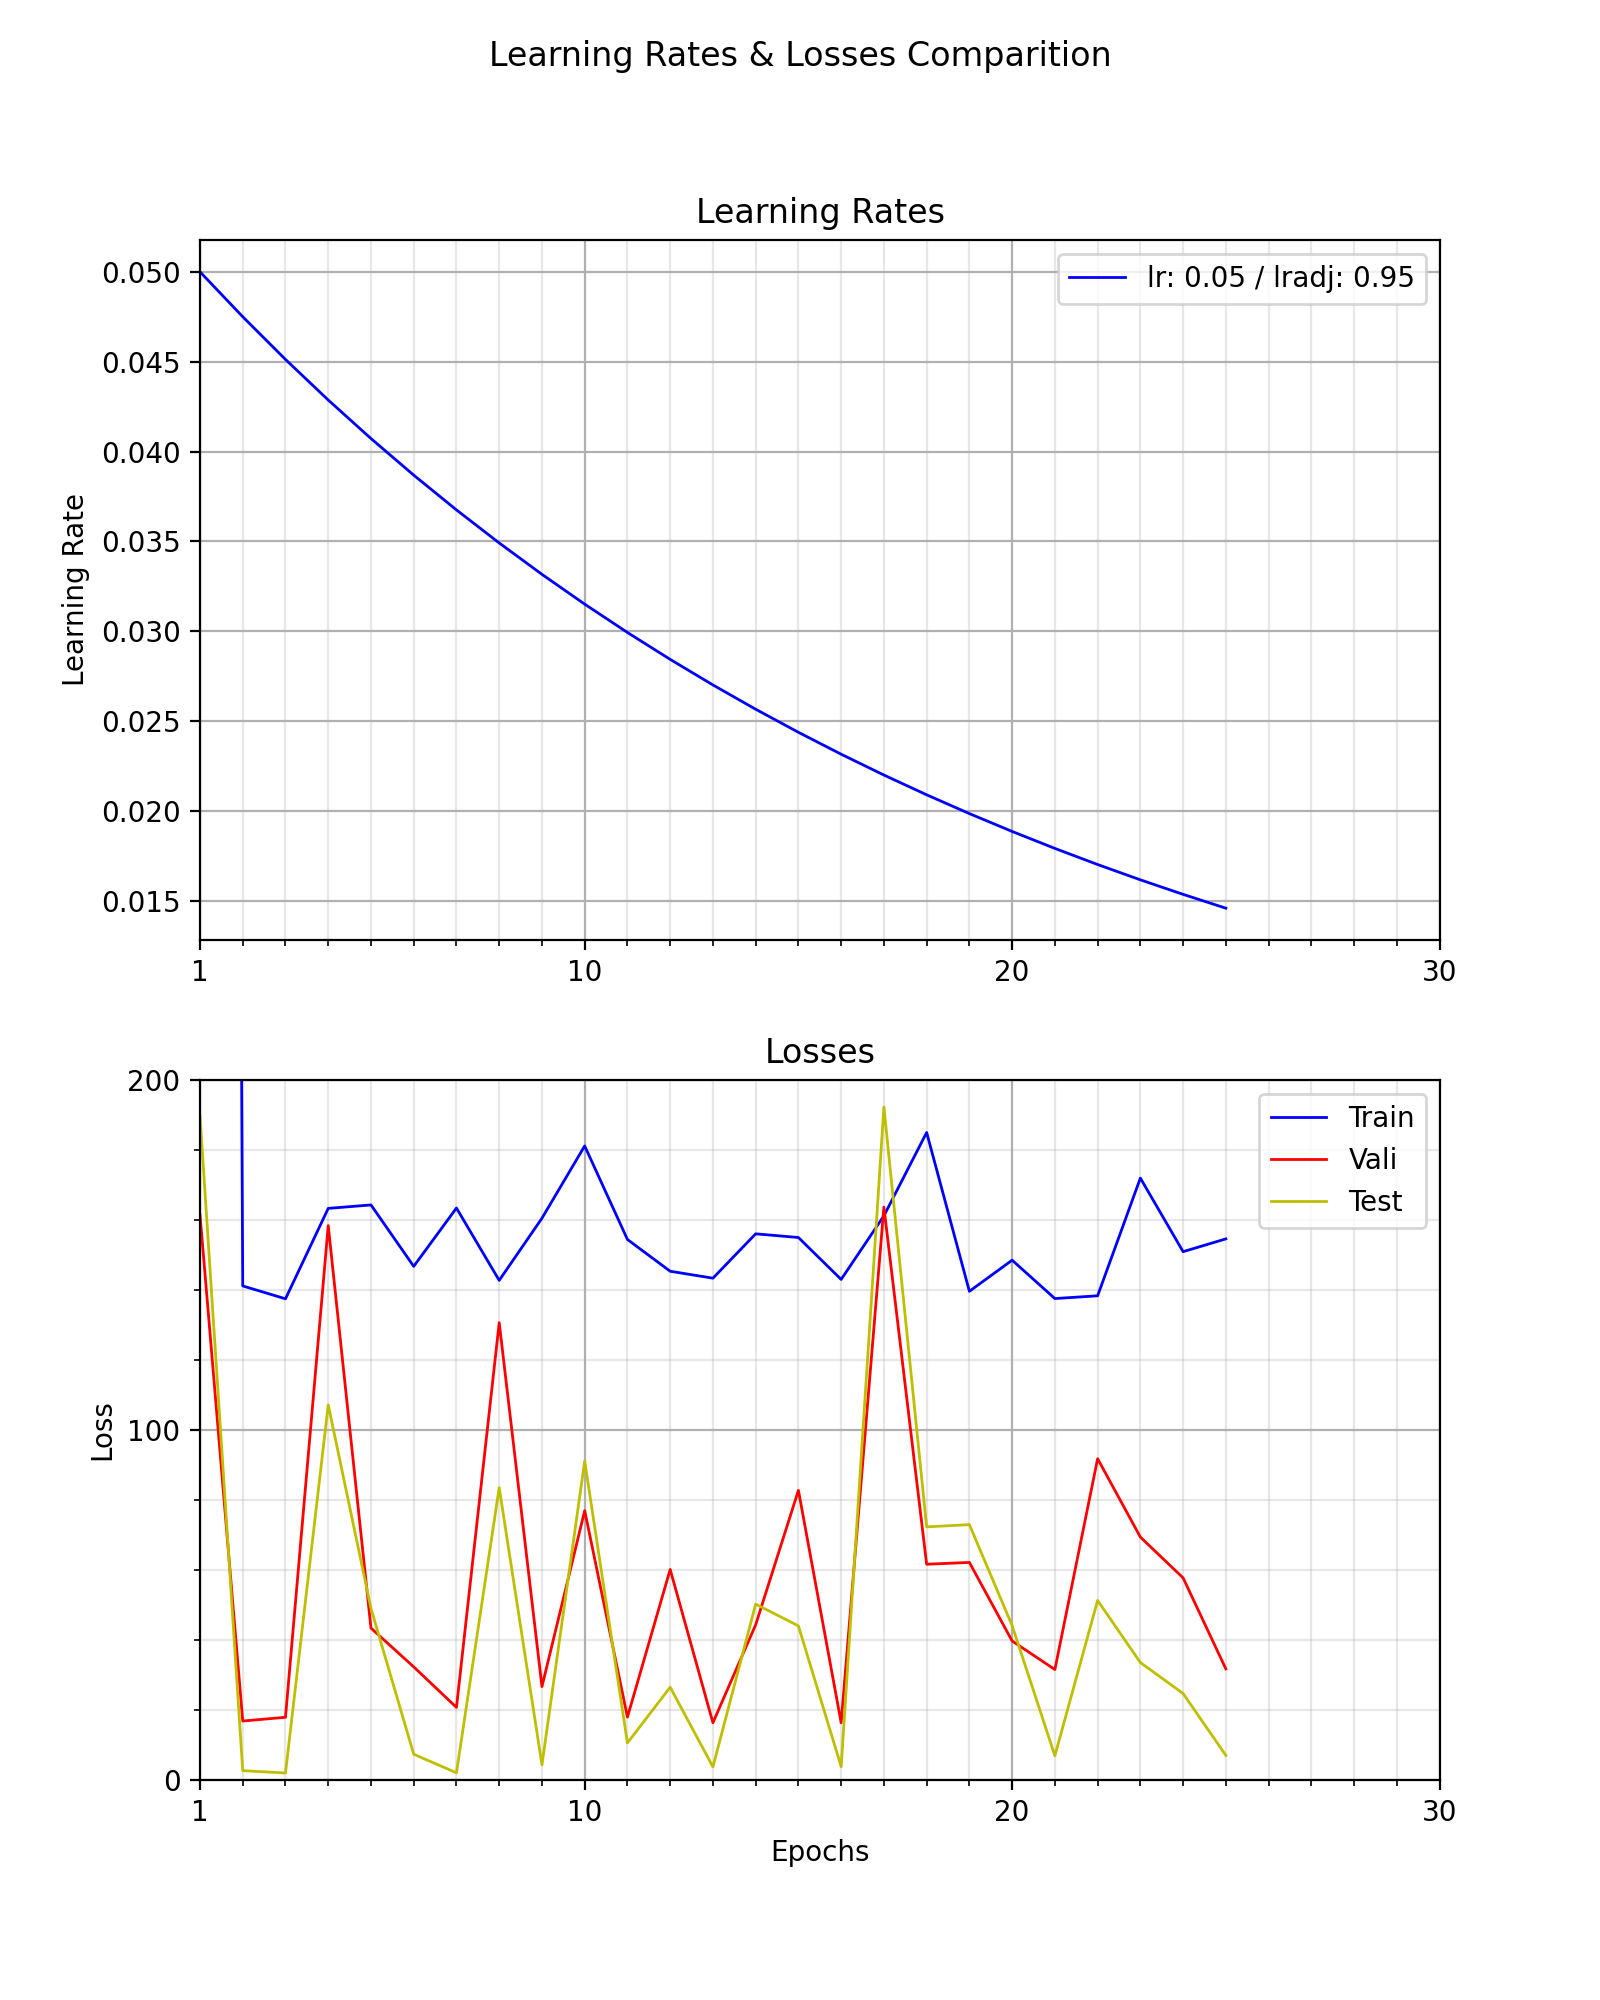 Learning Rates & Losses Comparition
Learning Rates
0.050
lr: 0.05 / lradj: 0.95
0.045
0.040
0.035
Learning Rate
0.030
0.025
0.020
0.015
1 10 20 30
Losses
200
Train
Vali
Test
Loss
100
0
1 10 20 30
Epochs